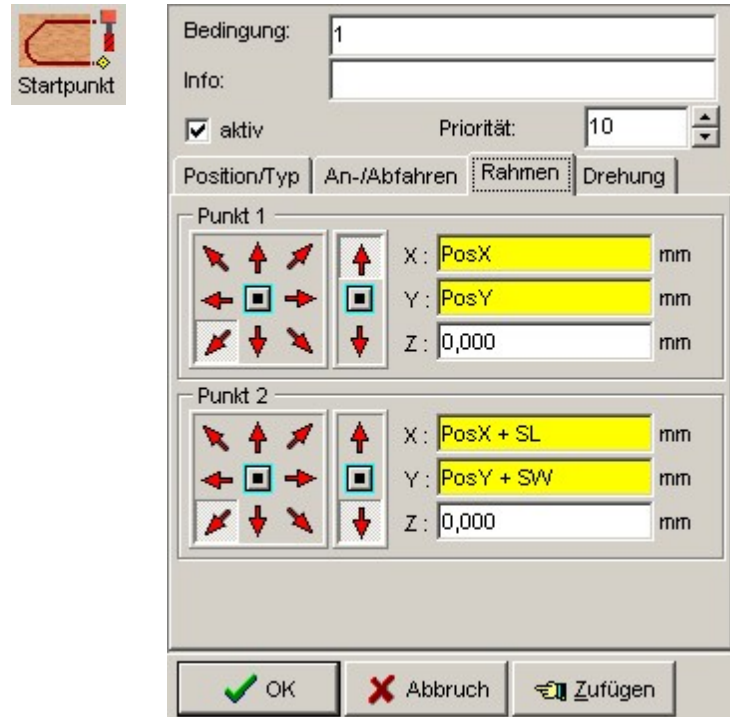 Startpunkt
Bedingung: 1
Info:
aktiv Priorität: 10
Position/Typ An-/Abfahren Rahmen Drehung
Punkt 1
X : PosX mm
Y : PosY mm
Z : 0,000 mm
Punkt 2
X : PosX + SL mm
Y : PosY + SW mm
Z : 0,000 mm
OK Abbruch Zufügen